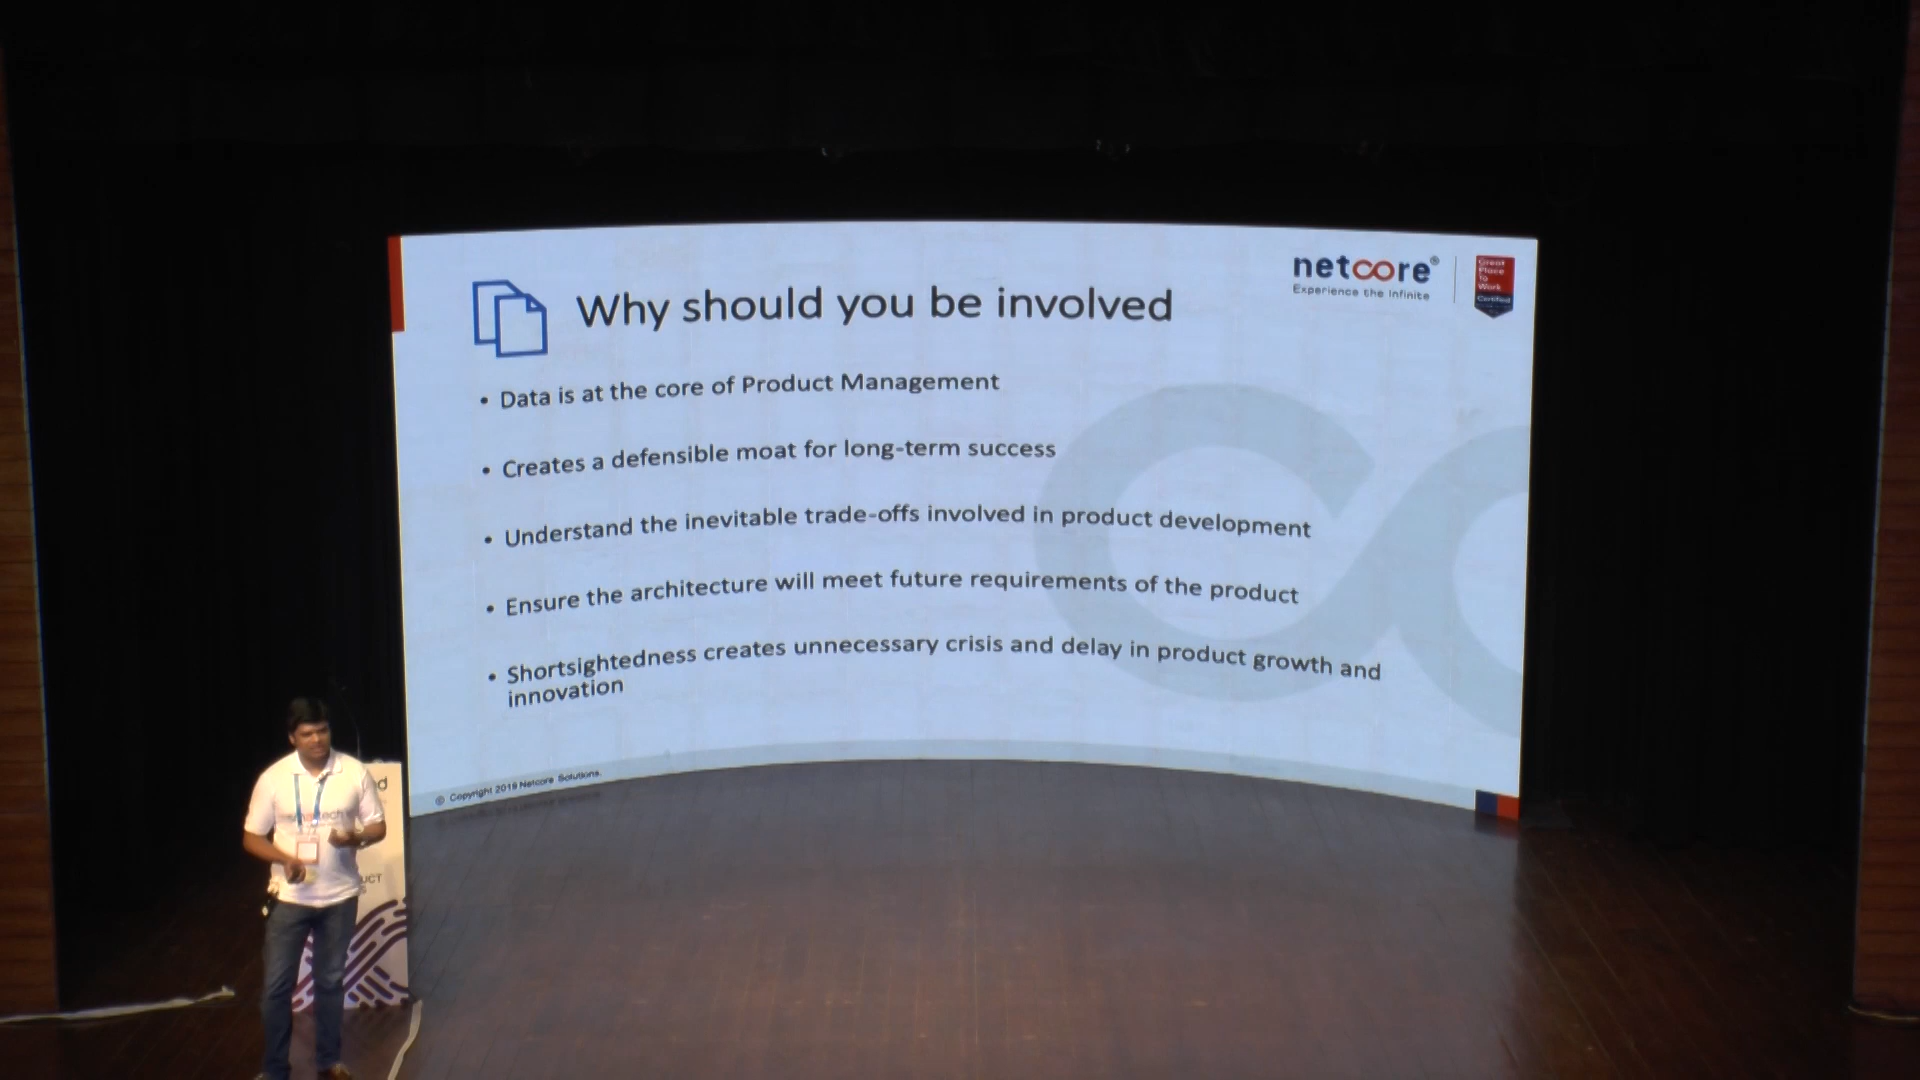 netcore®
Experience the Infinite
Great
Place
To
Work
Certified
Why should you be involved
• Data is at the core of Product Management
• Creates a defensible moat for long-term success
• Understand the inevitable trade-offs involved in product development
• Ensure the architecture will meet future requirements of the product
• Shortsightedness creates unnecessary crisis and delay in product growth and
innovation
© Copyright 2019 Netcore Solutions.